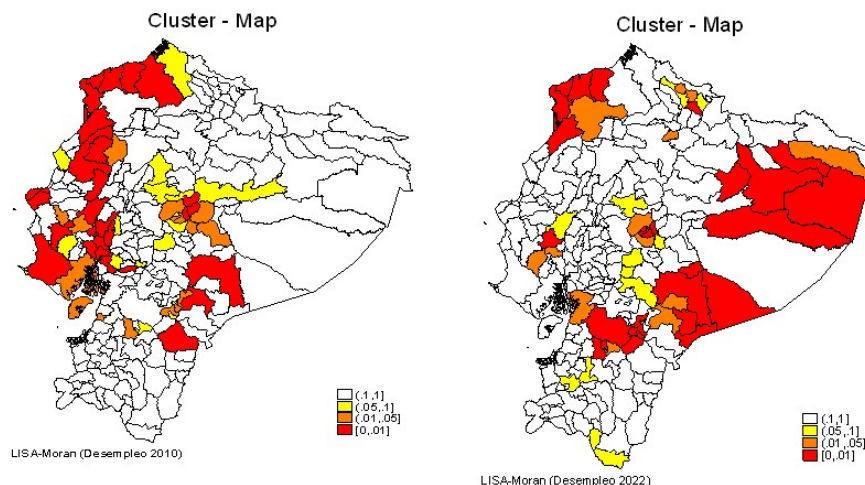 Cluster - Map
(.1,1]
(.05,.1]
(.01,.05]
[0,.01]
LISA-Moran (Desempleo 2010)
Cluster - Map
(.1,1]
(.05,.1]
(.01,.05]
[0,.01]
LISA-Moran (Desempleo 2022)